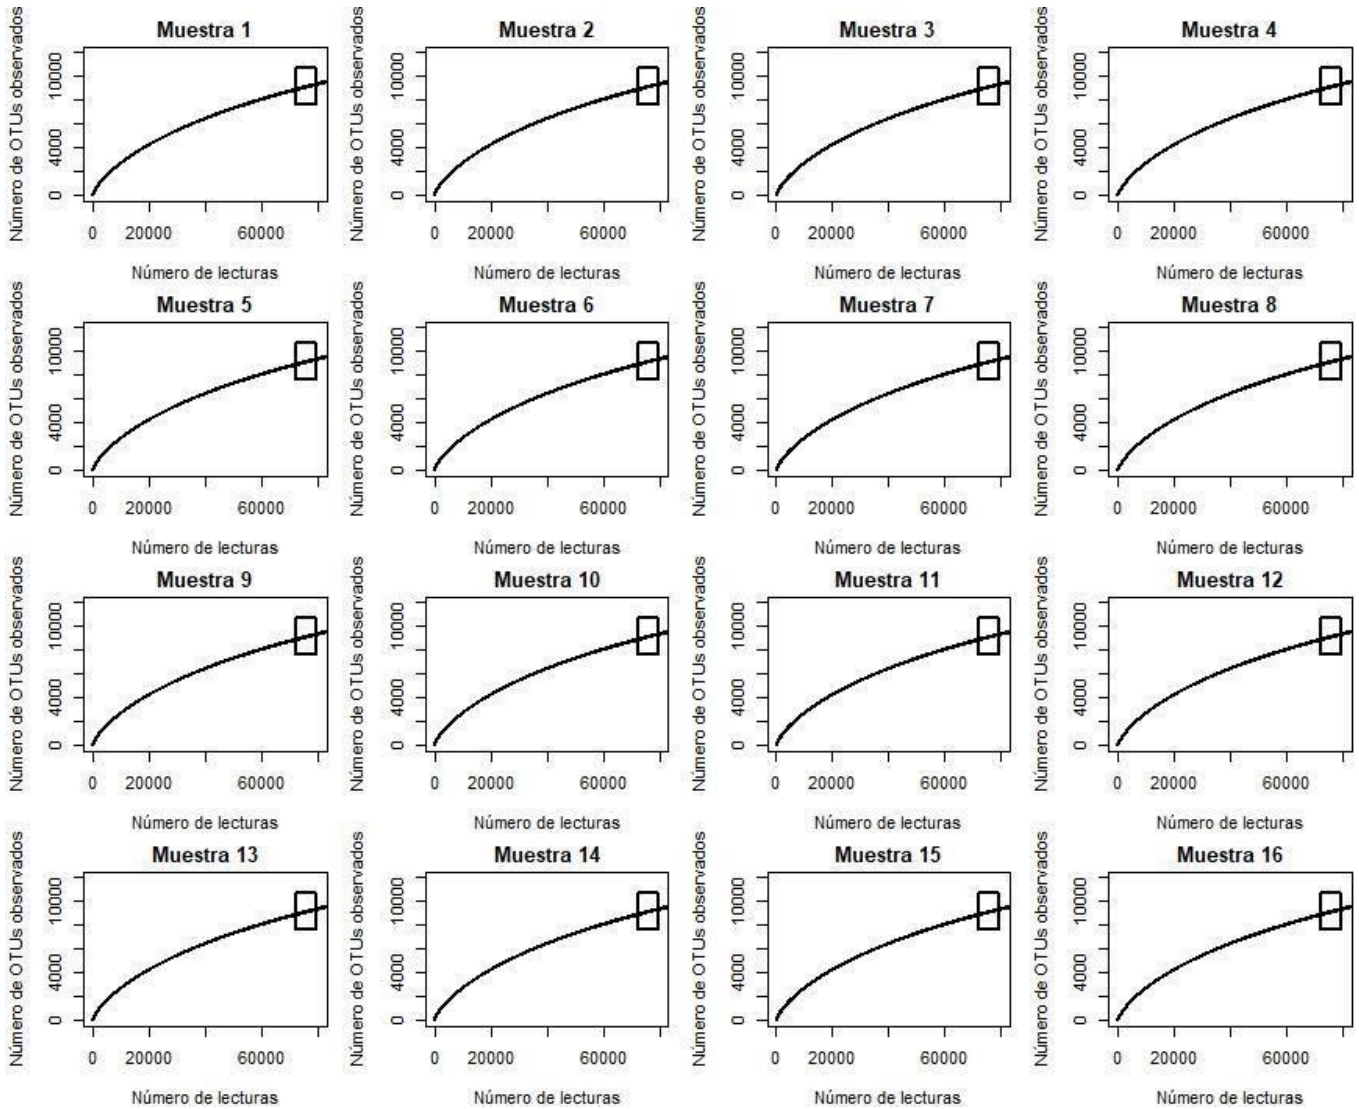 Muestra 1
Número de OTUs observados
10000
4000
0
0 20000 60000
Número de lecturas
Muestra 2
Número de OTUs observados
10000
4000
0
0 20000 60000
Número de lecturas
Muestra 3
Número de OTUs observados
10000
4000
0
0 20000 60000
Número de lecturas
Muestra 4
Número de OTUs observados
10000
4000
0
0 20000 60000
Número de lecturas
Muestra 5
Número de OTUs observados
10000
4000
0
0 20000 60000
Número de lecturas
Muestra 6
Número de OTUs observados
10000
4000
0
0 20000 60000
Número de lecturas
Muestra 7
Número de OTUs observados
10000
4000
0
0 20000 60000
Número de lecturas
Muestra 8
Número de OTUs observados
10000
4000
0
0 20000 60000
Número de lecturas
Muestra 9
Número de OTUs observados
10000
4000
0
0 20000 60000
Número de lecturas
Muestra 10
Número de OTUs observados
10000
4000
0
0 20000 60000
Número de lecturas
Muestra 11
Número de OTUs observados
10000
4000
0
0 20000 60000
Número de lecturas
Muestra 12
Número de OTUs observados
10000
4000
0
0 20000 60000
Número de lecturas
Muestra 13
Número de OTUs observados
10000
4000
0
0 20000 60000
Número de lecturas
Muestra 14
Número de OTUs observados
10000
4000
0
0 20000 60000
Número de lecturas
Muestra 15
Número de OTUs observados
10000
4000
0
0 20000 60000
Número de lecturas
Muestra 16
Número de OTUs observados
10000
4000
0
0 20000 60000
Número de lecturas